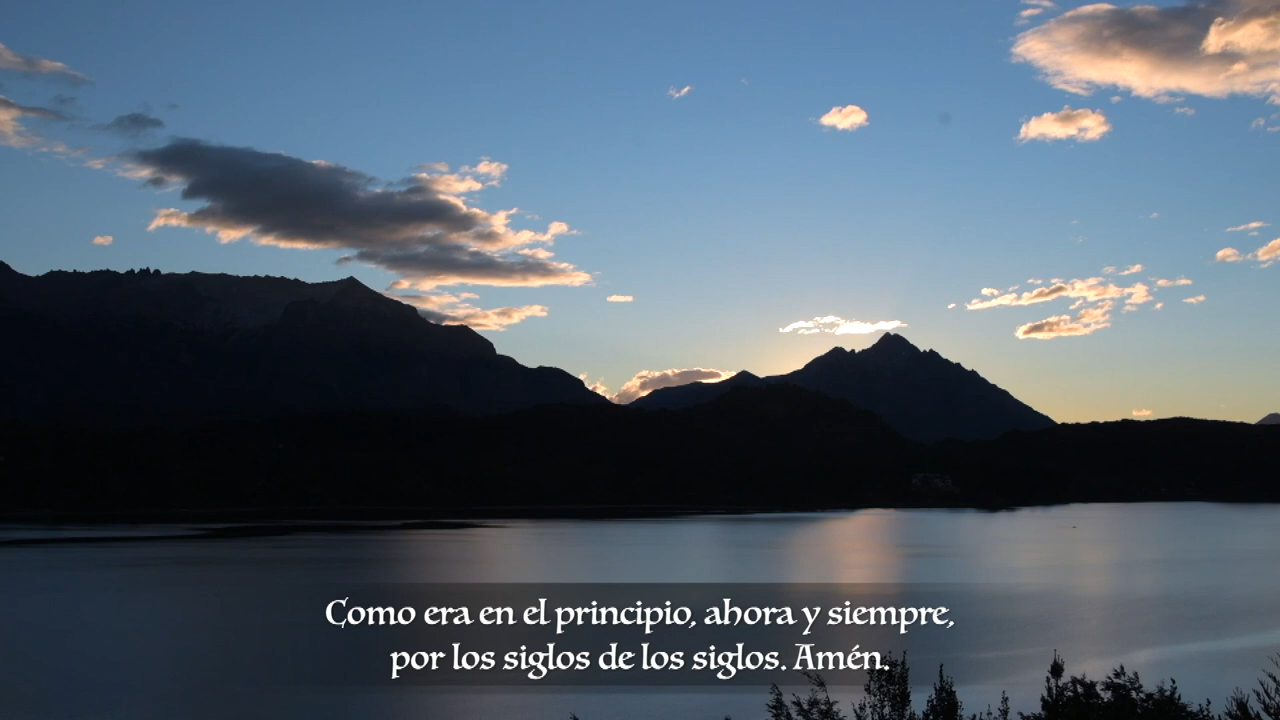 Como era en el principio, ahora y siempre,
por los siglos de los siglos. Amén.